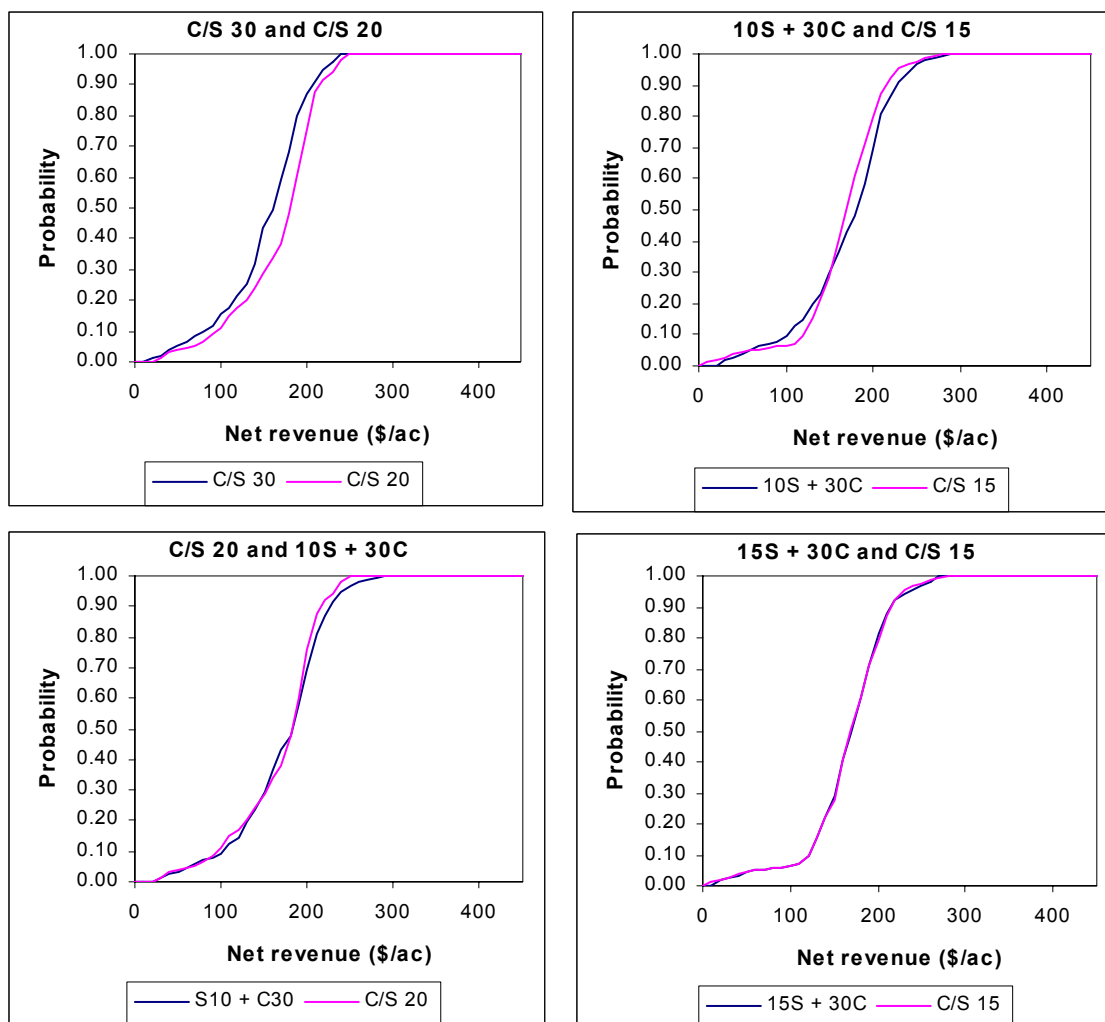 C/S 30 and C/S 20
1.00
0.90
0.80
0.70
0.60
0.50
0.40
0.30
0.20
0.10
0.00
Probability
0 100 200 300 400
Net revenue ($/ac)
C/S 30 C/S 20
10S + 30C and C/S 15
1.00
0.90
0.80
0.70
0.60
0.50
0.40
0.30
0.20
0.10
0.00
Probability
0 100 200 300 400
Net revenue ($/ac)
10S + 30C C/S 15
C/S 20 and 10S + 30C
1.00
0.90
0.80
0.70
0.60
0.50
0.40
0.30
0.20
0.10
0.00
Probability
0 100 200 300 400
Net revenue ($/ac)
S10 + C30 C/S 20
15S + 30C and C/S 15
1.00
0.90
0.80
0.70
0.60
0.50
0.40
0.30
0.20
0.10
0.00
Probability
0 100 200 300 400
Net revenue ($/ac)
15S + 30C C/S 15